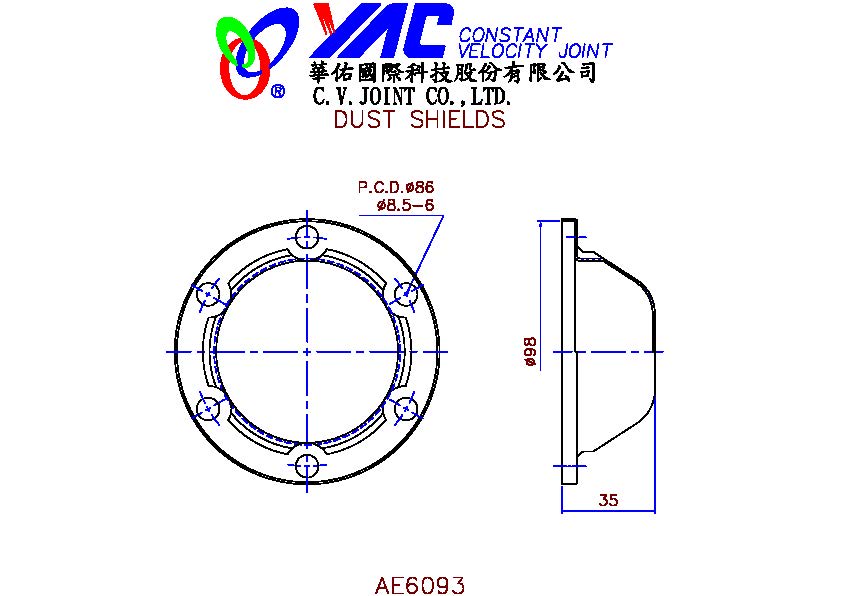 YAC CONSTANT
VELOCITY JOINT
®
華佑國際科技股份有限公司
C.V.JOINT CO.,LTD.
DUST SHIELDS
P.C.D.ø86
ø8.5-6
ø98
35
AE6093